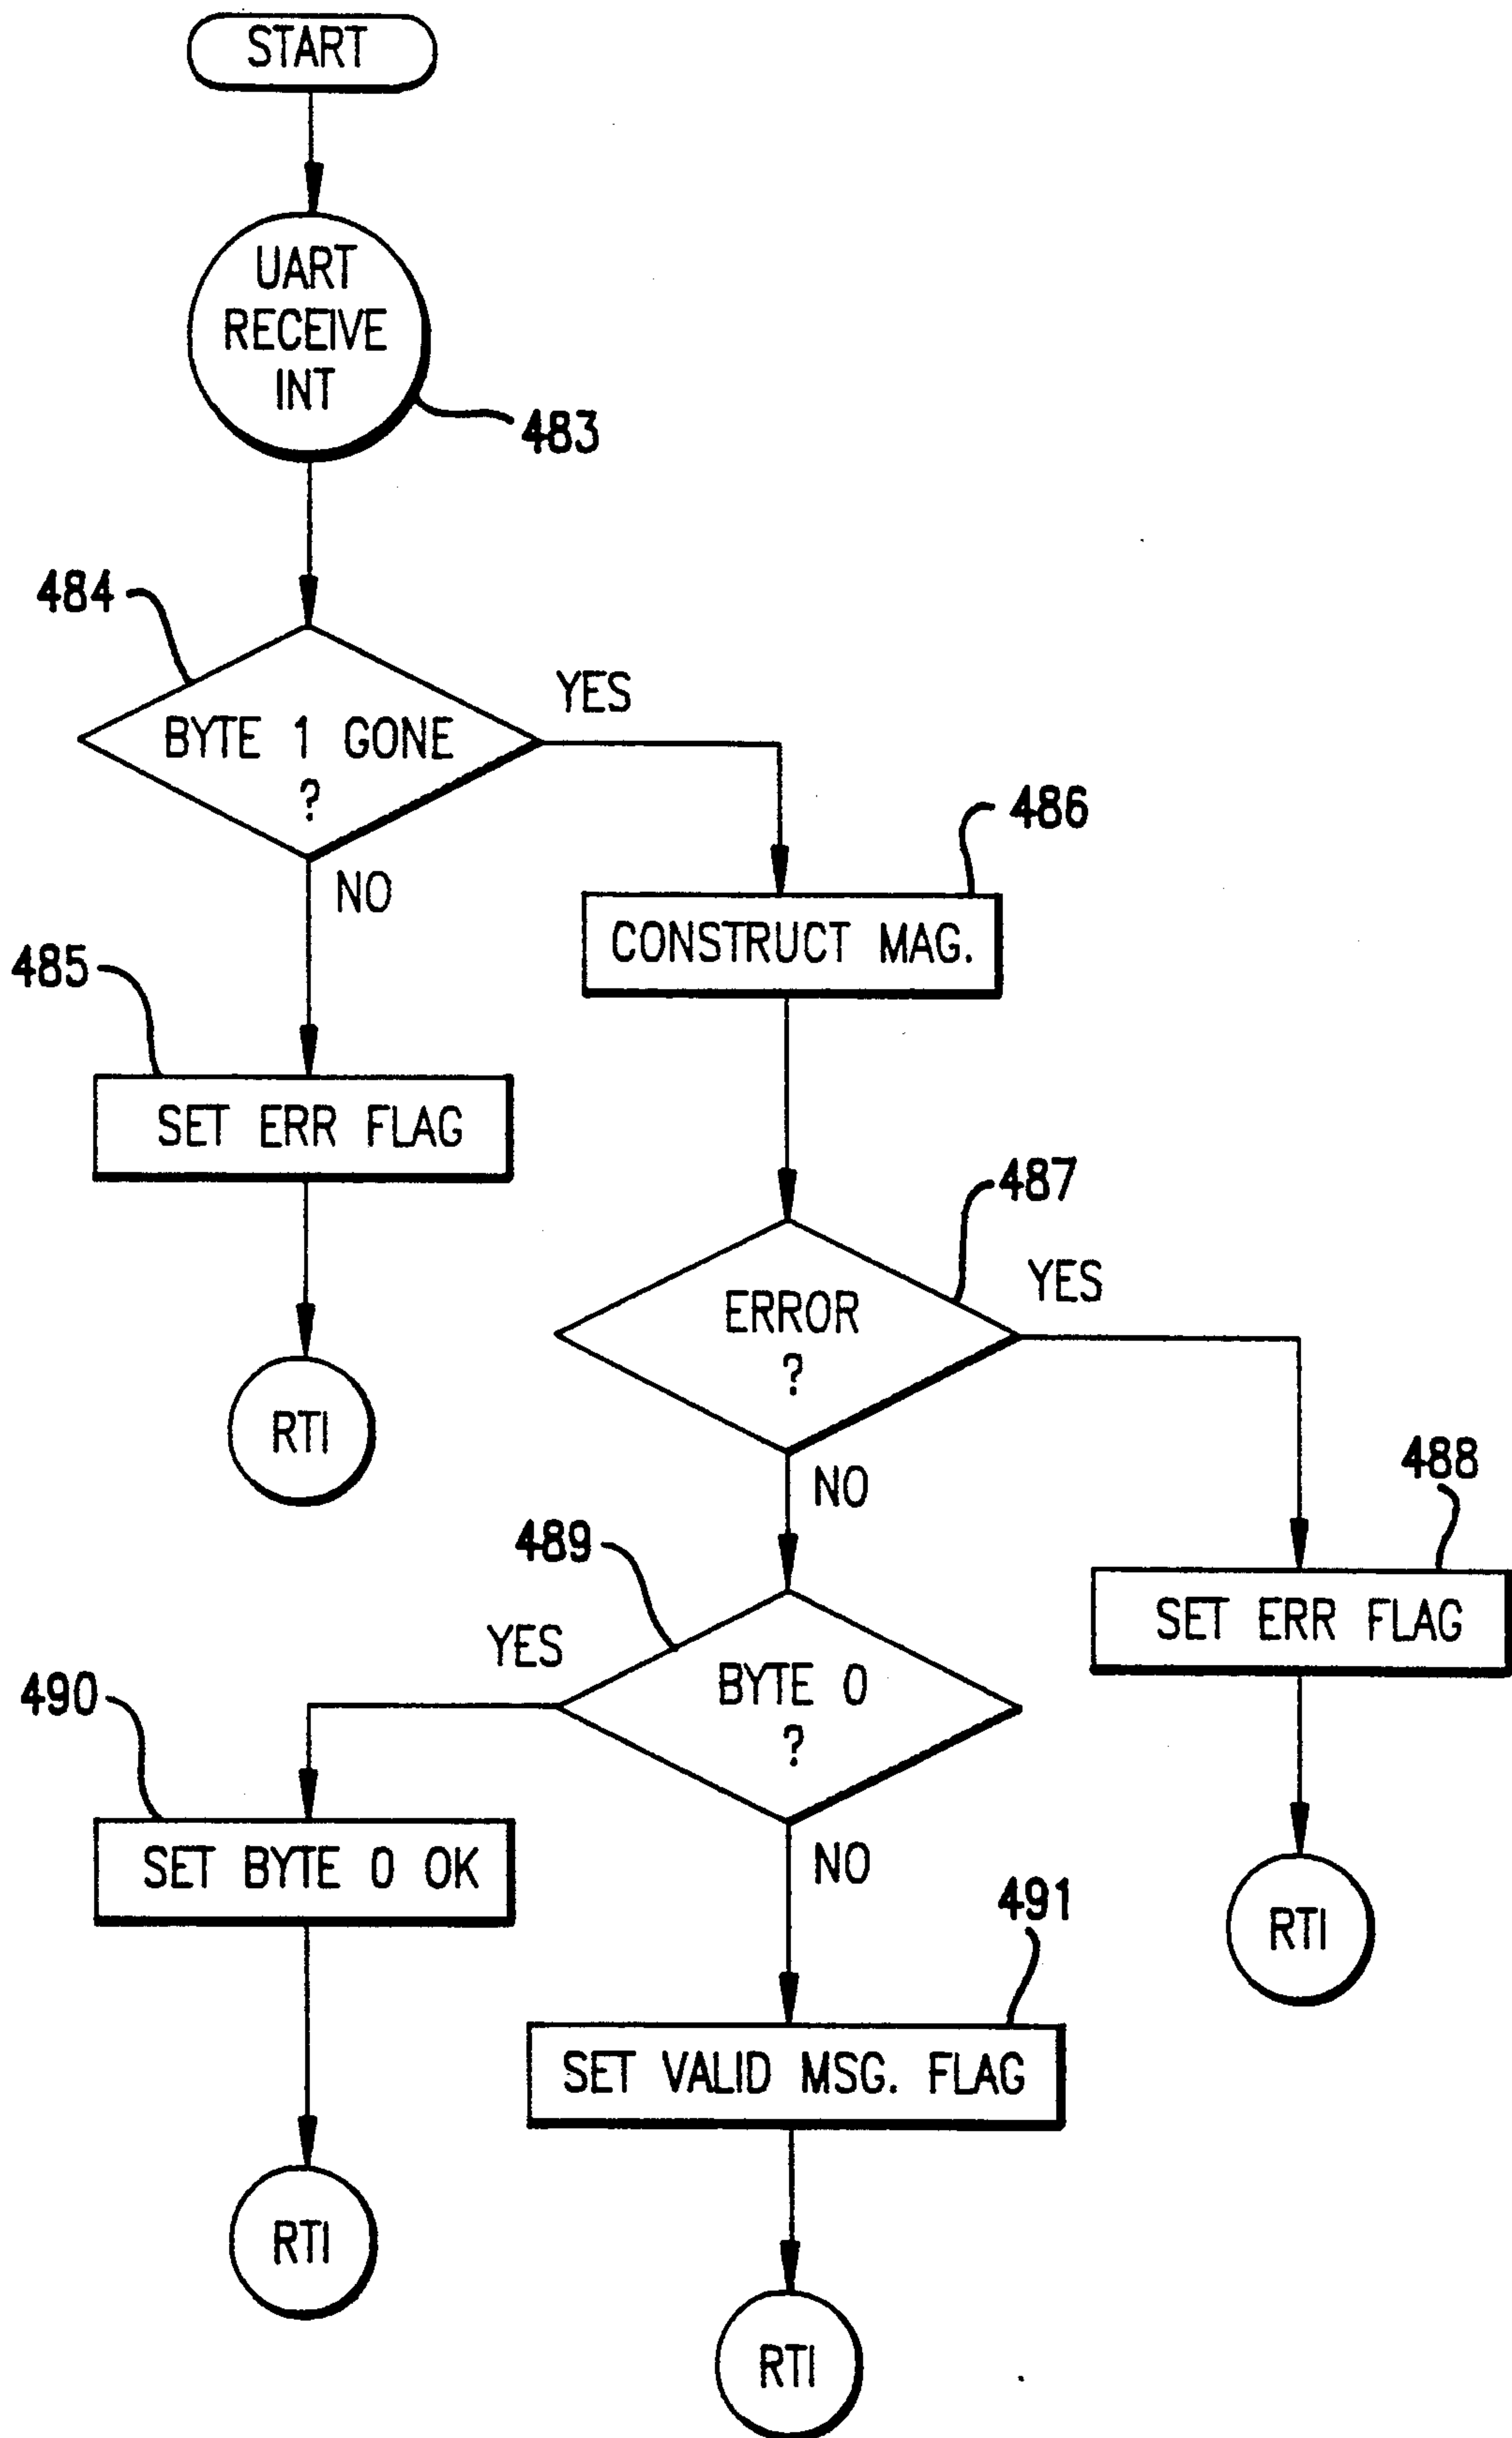 START
UART
RECEIVE
INT
483
484
BYTE 1 GONE
?
YES
NO
486
CONSTRUCT MAG.
485
SET ERR FLAG
RTI
487
ERROR
?
YES
NO
488
SET ERR FLAG
RTI
489
BYTE 0
?
YES
NO
490
SET BYTE 0 OK
RTI
491
SET VALID MSG. FLAG
RTI